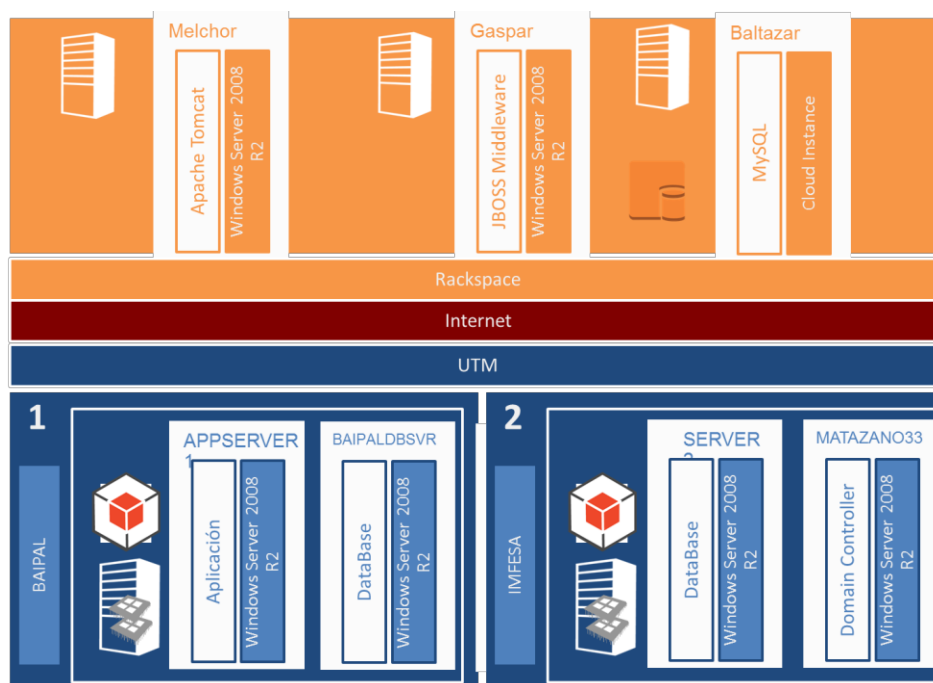 Melchor
Apache Tomcat
Windows Server 2008
R2
Gaspar
JBOSS Middleware
Windows Server 2008
R2
Baltazar
MySQL
Cloud Instance
Rackspace
Internet
UTM
1
BAIPAL
APPSERVER
1
Aplicación
Windows Server 2008
R2
BAIPALDBSVR
DataBase
Windows Server 2008
R2
2
IMFESA
SERVER
DataBase
Windows Server 2008
R2
MATAZANO33
Domain Controller
Windows Server 2008
R2